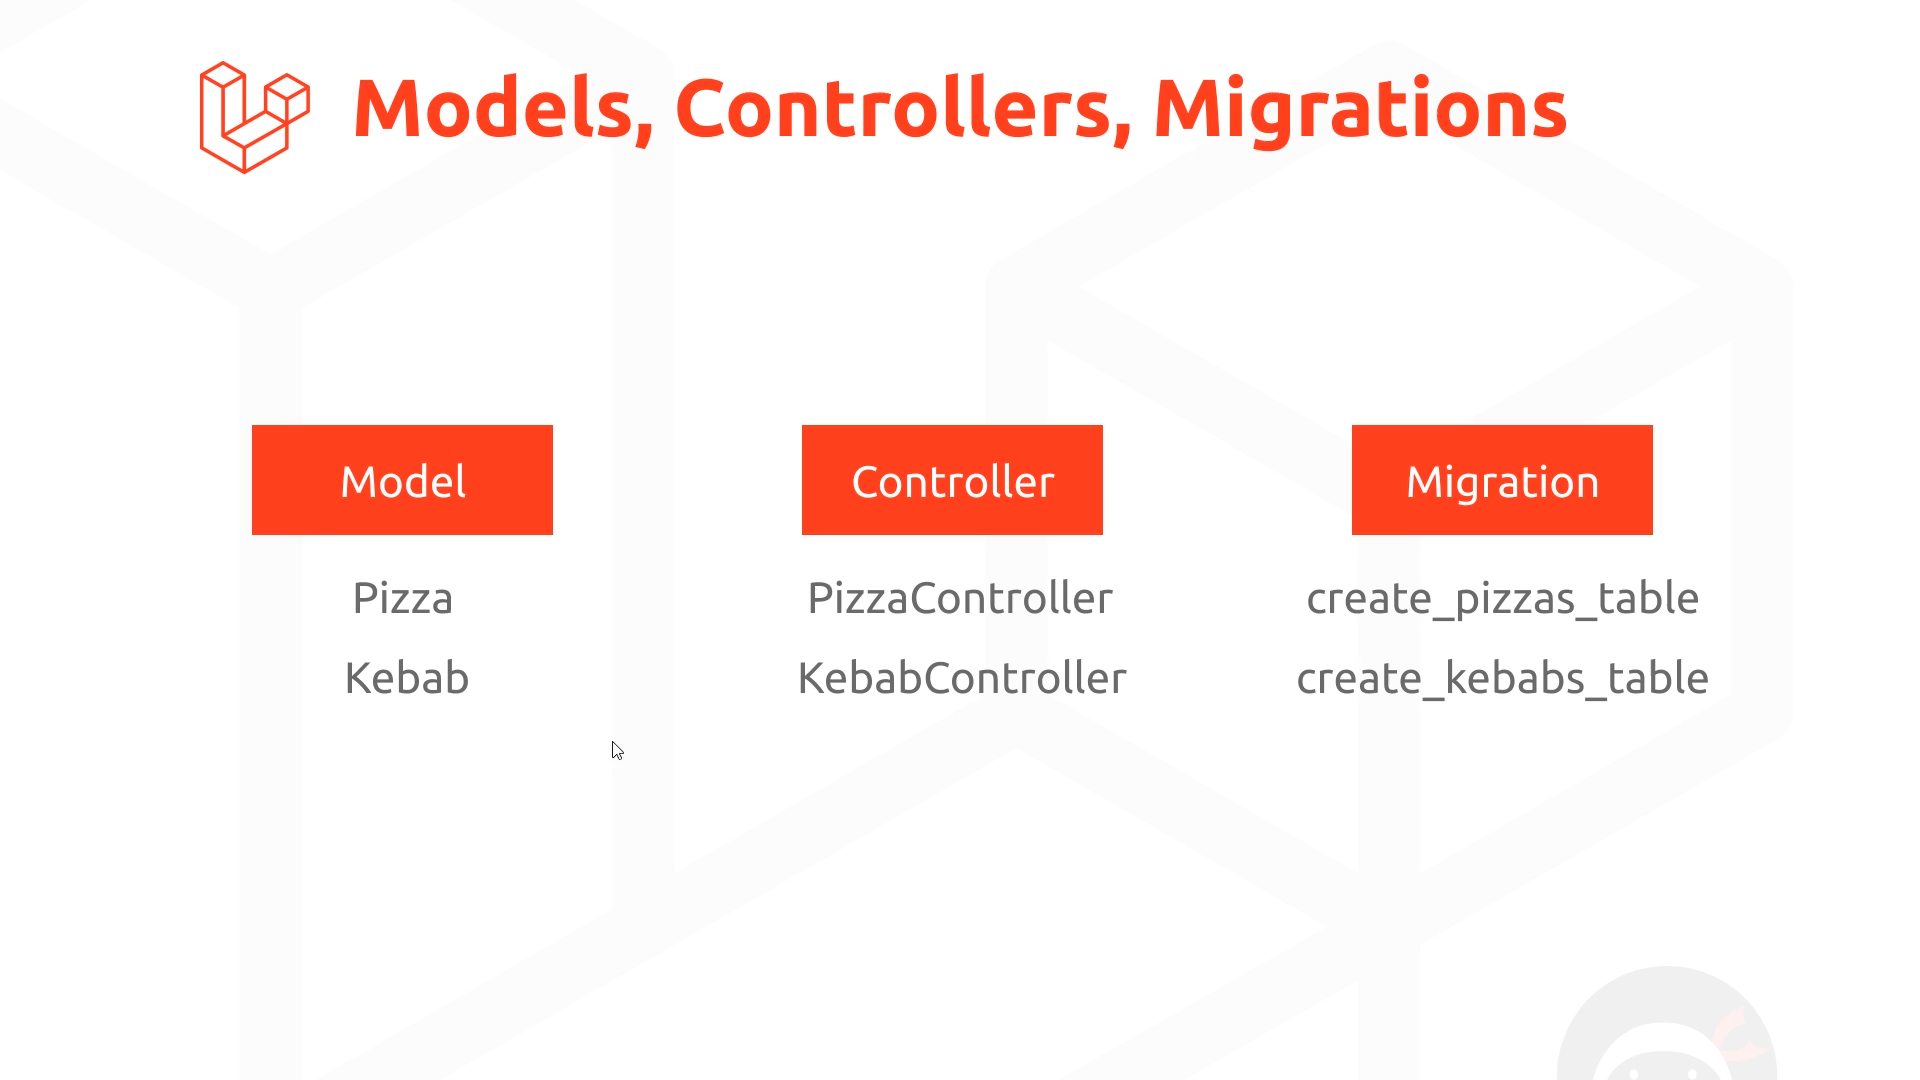 Models, Controllers, Migrations
Model
Controller
Migration
Pizza
PizzaController
create_pizzas_table
Kebab
KebabController
create_kebabs_table